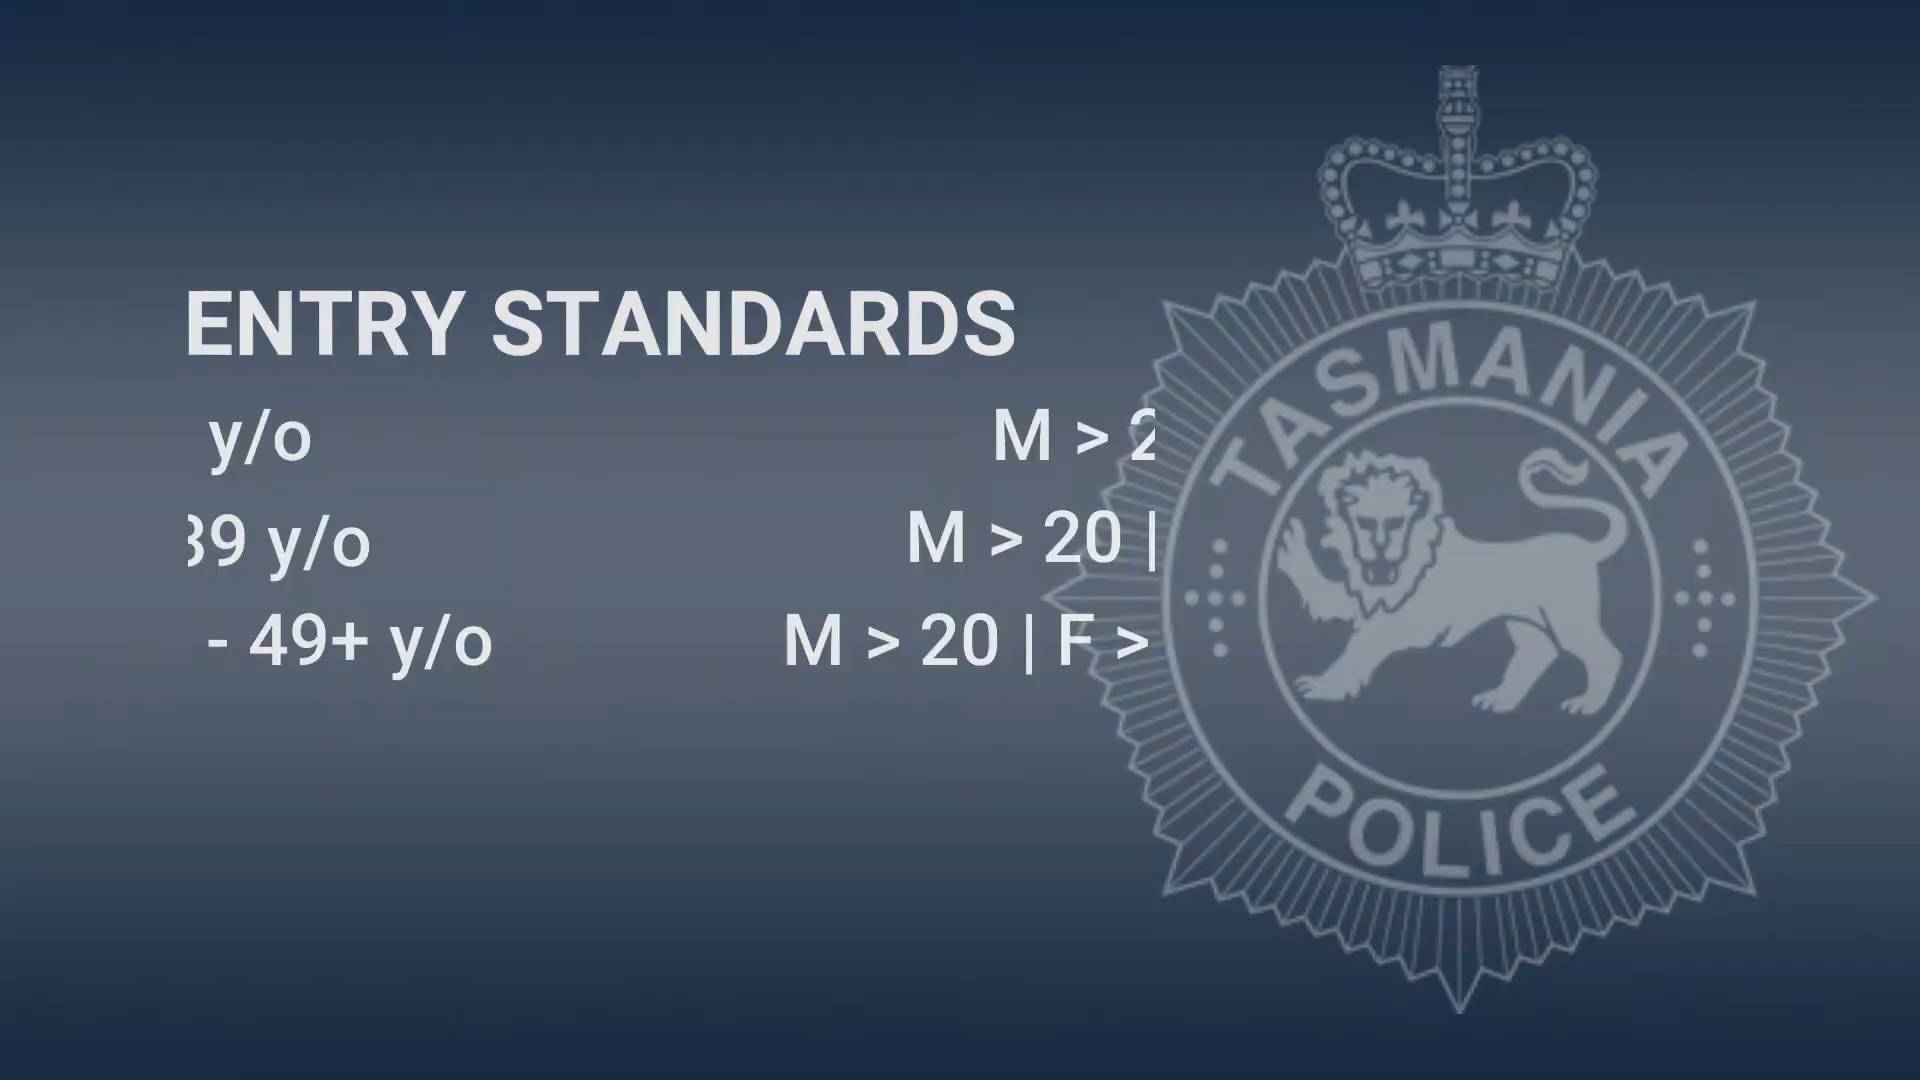 ENTRY STANDARDS
y/o M > 2
39 y/o M > 20 |
- 49+ y/o M > 20 | F >
TASMANIA
POLICE